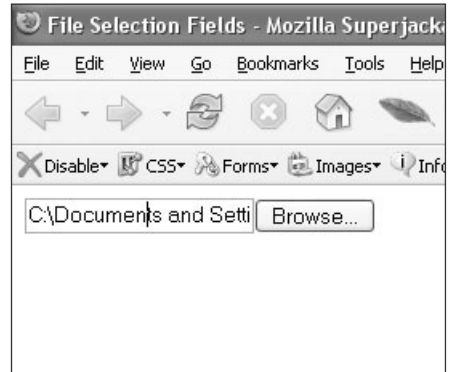 File Selection Fields - Mozilla Superjacka
File Edit View Go Bookmarks Tools Help
Disable CSS Forms Images Info
C:\Documents and Setti Browse...